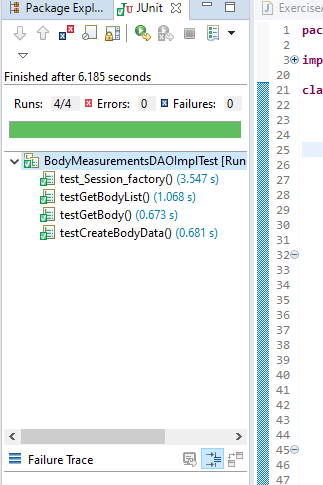 Package Expl... JUnit
Finished after 6.185 seconds
Runs: 4/4 Errors: 0 Failures: 0
BodyMeasurementsDAOImplTest [Run
test_Session_factory() (3.547 s)
testGetBodyList() (1.068 s)
testGetBody() (0.673 s)
testCreateBodyData() (0.681 s)
Failure Trace
Exercise/
1 pac
2
3 imp
20
21 clas
22
23
24
25
26
27
28
29
30
31
32
33
34
35
36
37
38
39
40
41
42
43
44
45
46
47